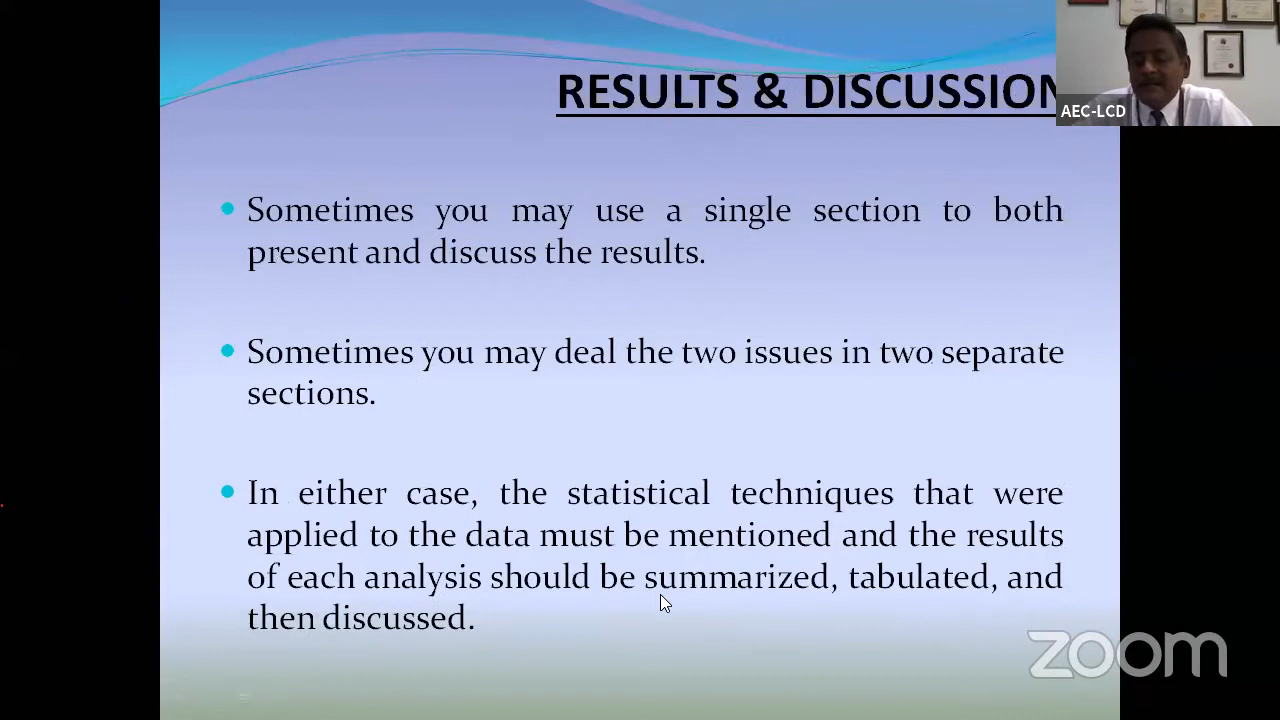 RESULTS & DISCUSSION
AEC-LCD
Sometimes you may use a single section to both
present and discuss the results.
Sometimes you may deal the two issues in two separate
sections.
In either case, the statistical techniques that were
applied to the data must be mentioned and the results
of each analysis should be summarized, tabulated, and
then discussed.
zoom